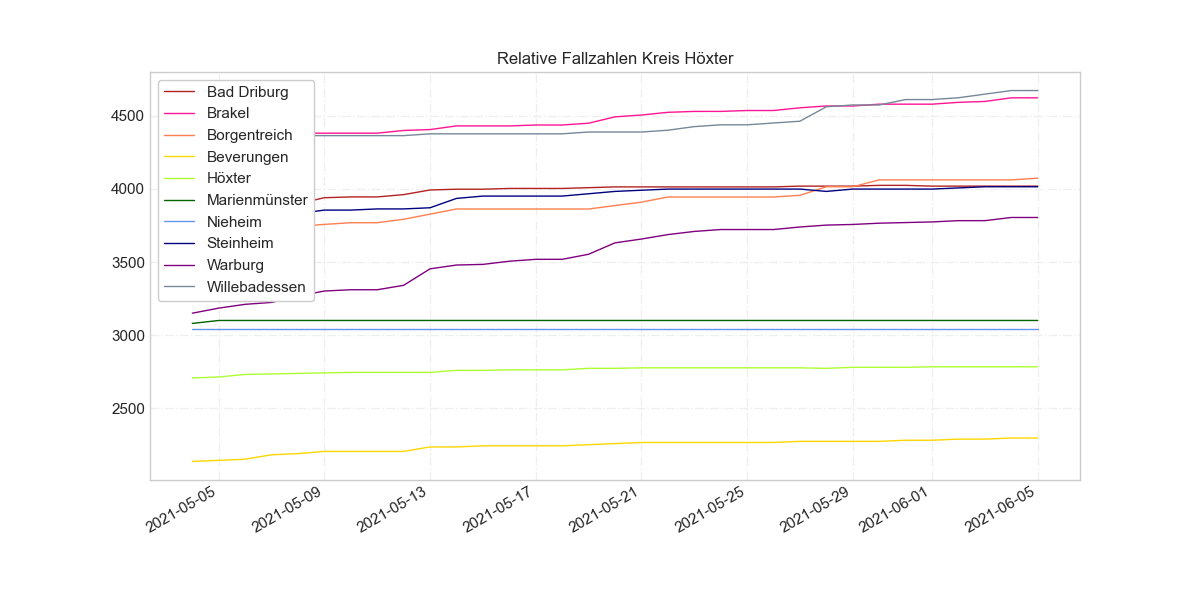 Relative Fallzahlen Kreis Höxter
Bad Driburg
Brakel
Borgentreich
Beverungen
Höxter
Marienmünster
Nieheim
Steinheim
Warburg
Willebadessen
4500
4000
3500
3000
2500
2021-05-05
2021-05-09
2021-05-13
2021-05-17
2021-05-21
2021-05-25
2021-05-29
2021-06-01
2021-06-05